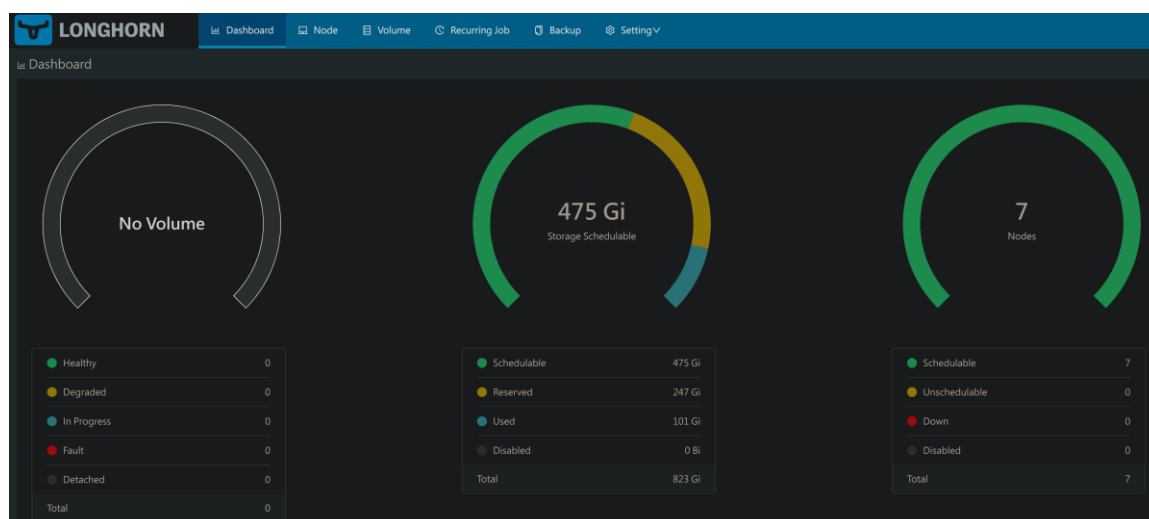 LONGHORN
Dashboard Node Volume Recurring Job Backup Setting
Dashboard
No Volume
475 Gi
Storage Schedulable
7
Nodes
Healthy 0
Degraded 0
In Progress 0
Fault 0
Detached 0
Total 0
Schedulable 475 Gi
Reserved 247 Gi
Used 101 Gi
Disabled 0 Bi
Total 823 Gi
Schedulable 7
Unschedulable 0
Down 0
Disabled 0
Total 7